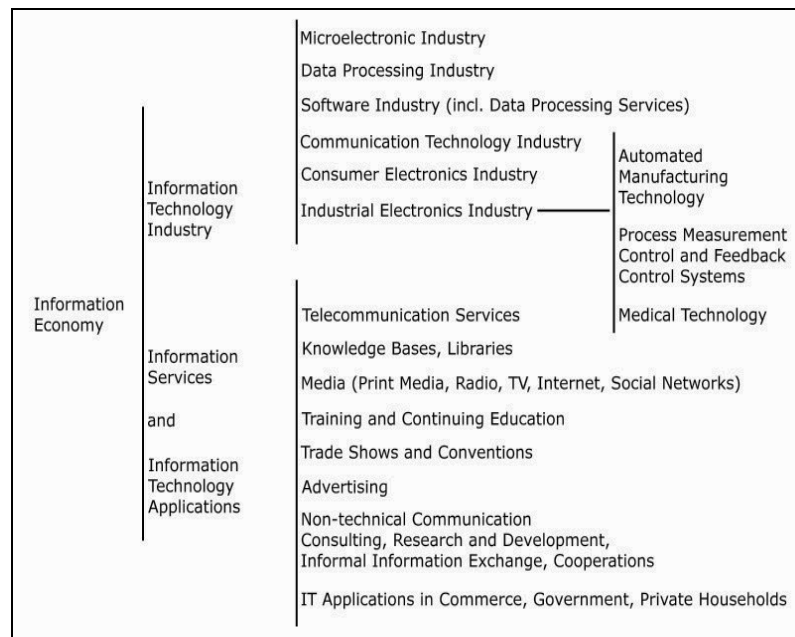 Information
Economy
Information
Technology
Industry
Microelectronic Industry
Data Processing Industry
Software Industry (incl. Data Processing Services)
Communication Technology Industry
Consumer Electronics Industry
Industrial Electronics Industry
Automated
Manufacturing
Technology
Process Measurement
Control and Feedback
Control Systems
Medical Technology
Information
Services
and
Information
Technology
Applications
Telecommunication Services
Knowledge Bases, Libraries
Media (Print Media, Radio, TV, Internet, Social Networks)
Training and Continuing Education
Trade Shows and Conventions
Advertising
Non-technical Communication
Consulting, Research and Development,
Informal Information Exchange, Cooperations
IT Applications in Commerce, Government, Private Households